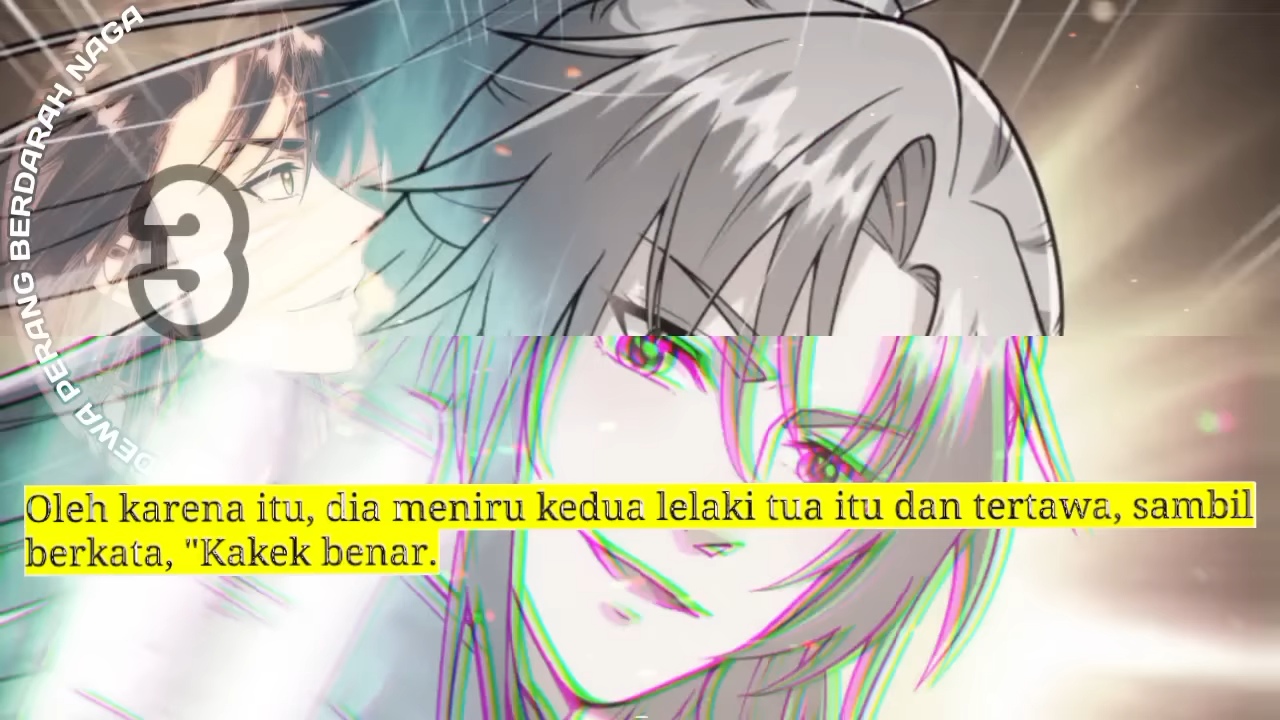 DEWA PERANG BERDARAH NAGA
3
Oleh karena itu, dia meniru kedua lelaki tua itu dan tertawa, sambil
berkata, "Kakek benar.